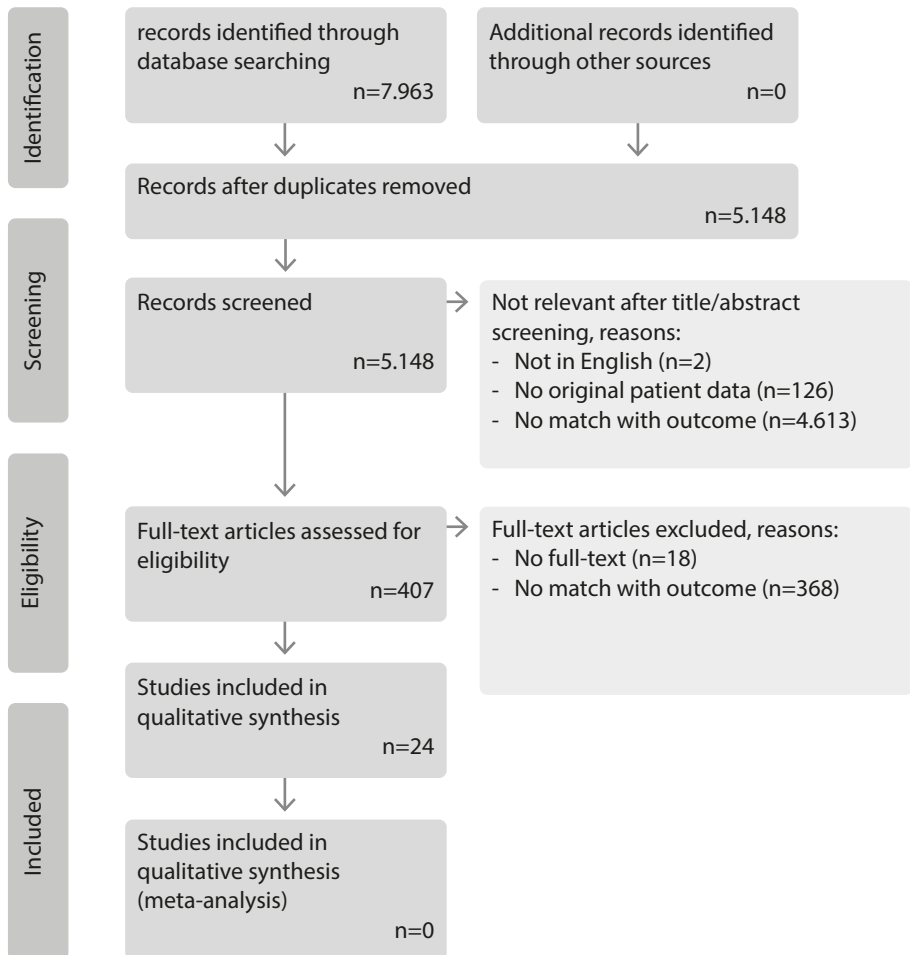 Identification
records identified through
database searching
n=7.963
Additional records identified
through other sources
n=0
Records after duplicates removed
n=5.148
Screening
Records screened
n=5.148
Not relevant after title/abstract
screening, reasons:
- Not in English (n=2)
- No original patient data (n=126)
- No match with outcome (n=4.613)
Eligibility
Full-text articles assessed for
eligibility
n=407
Full-text articles excluded, reasons:
- No full-text (n=18)
- No match with outcome (n=368)
Included
Studies included in
qualitative synthesis
n=24
Studies included in
qualitative synthesis
(meta-analysis)
n=0